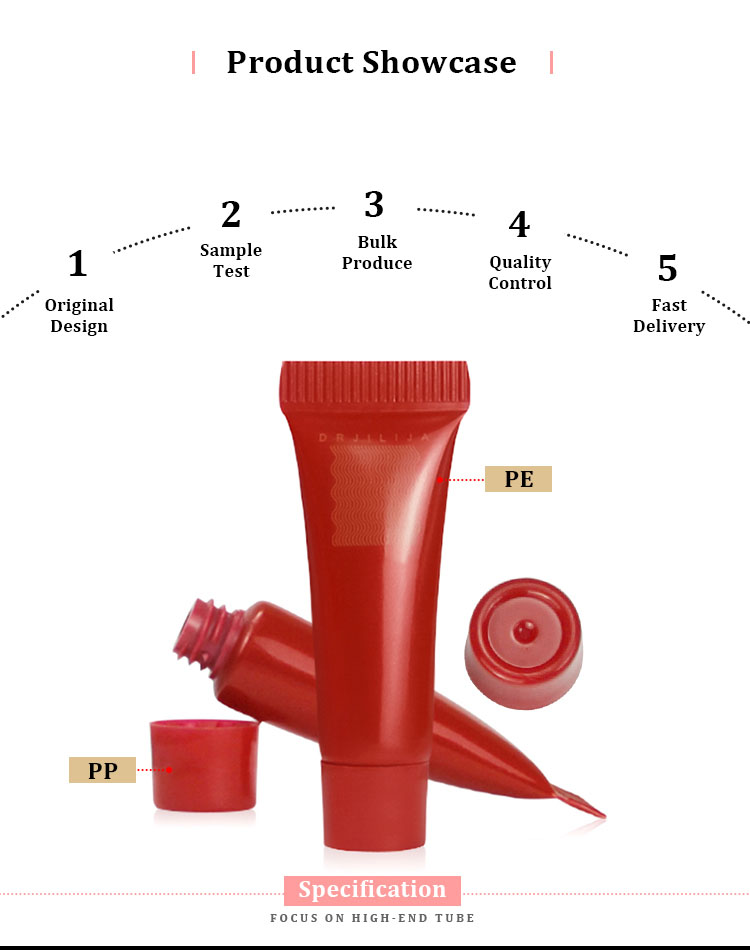 Product Showcase
1
Original
Design
2
Sample
Test
3
Bulk
Produce
4
Quality
Control
5
Fast
Delivery
DRJILIJA
PE
PP
Specification
FOCUS ON HIGH-END TUBE